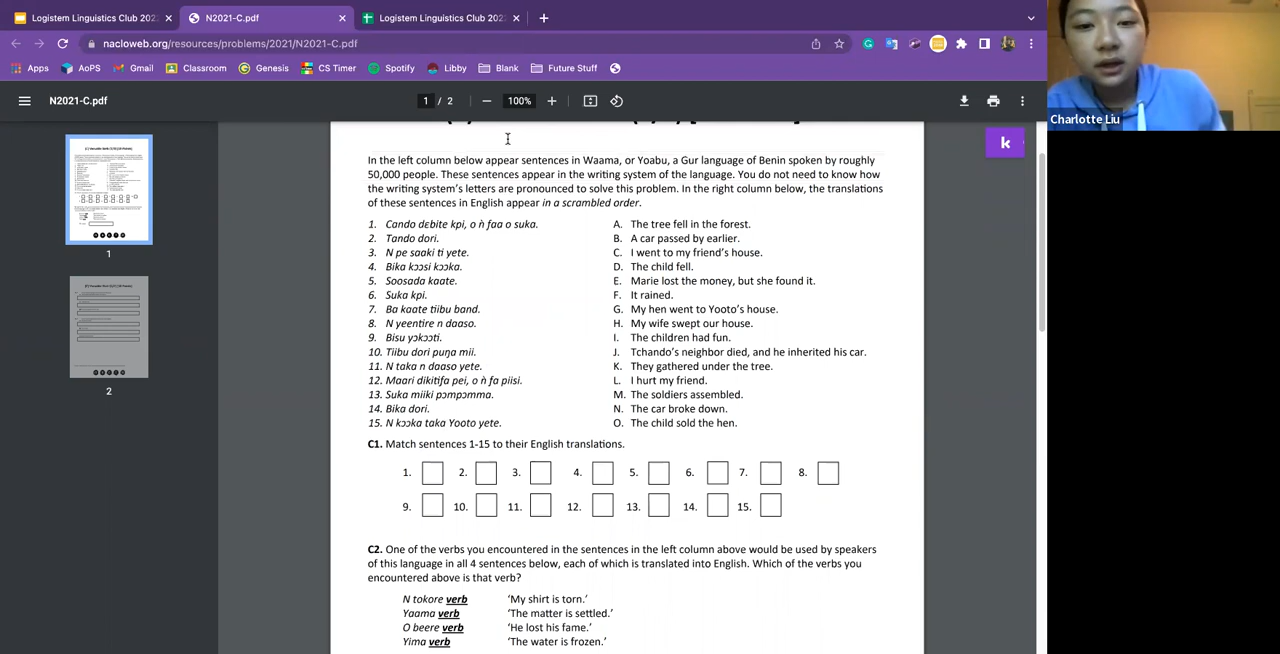 Logistem Linguistics Club 202
N2021-C.pdf
Logistem Linguistics Club 202
nacloweb.org/resources/problems/2021/N2021-C.pdf
Apps
AoPS
Gmail
Classroom
Genesis
CS Timer
Spotify
Libby
Blank
Future Stuff
N2021-C.pdf
1 / 2
100%
Charlotte Liu
k
1
2
In the left column below appear sentences in Waama, or Yoabu, a Gur language of Benin spoken by roughly
50,000 people. These sentences appear in the writing system of the language. You do not need to know how
the writing system's letters are pronounced to solve this problem. In the right column below, the translations
of these sentences in English appear in a scrambled order.
1. Cando dɛbite kpi, o ǹ faa o suka.
2. Tando dori.
3. N pe saaki ti yete.
4. Bika kɔɔsi kɔɔka.
5. Soosada kaate.
6. Suka kpi.
7. Ba kaate tiibu band.
8. N yeentire n daaso.
9. Bisu yɔkɔɔti.
10. Tiibu dori puŋa mii.
11. N taka n daaso yete.
12. Maari dikitifa pei, o ǹ fa piisi.
13. Suka miiki pɔmpɔmma.
14. Bika dori.
15. N kɔɔka taka Yooto yete.
A. The tree fell in the forest.
B. A car passed by earlier.
C. I went to my friend's house.
D. The child fell.
E. Marie lost the money, but she found it.
F. It rained.
G. My hen went to Yooto's house.
H. My wife swept our house.
I. The children had fun.
J. Tchando's neighbor died, and he inherited his car.
K. They gathered under the tree.
L. I hurt my friend.
M. The soldiers assembled.
N. The car broke down.
O. The child sold the hen.
C1. Match sentences 1-15 to their English translations.
1. 2. 3. 4. 5. 6. 7. 8.
9. 10. 11. 12. 13. 14. 15.
C2. One of the verbs you encountered in the sentences in the left column above would be used by speakers
of this language in all 4 sentences below, each of which is translated into English. Which of the verbs you
encountered above is that verb?
N tokore verb 'My shirt is torn.'
Yaama verb 'The matter is settled.'
O beere verb 'He lost his fame.'
Yima verb 'The water is frozen.'